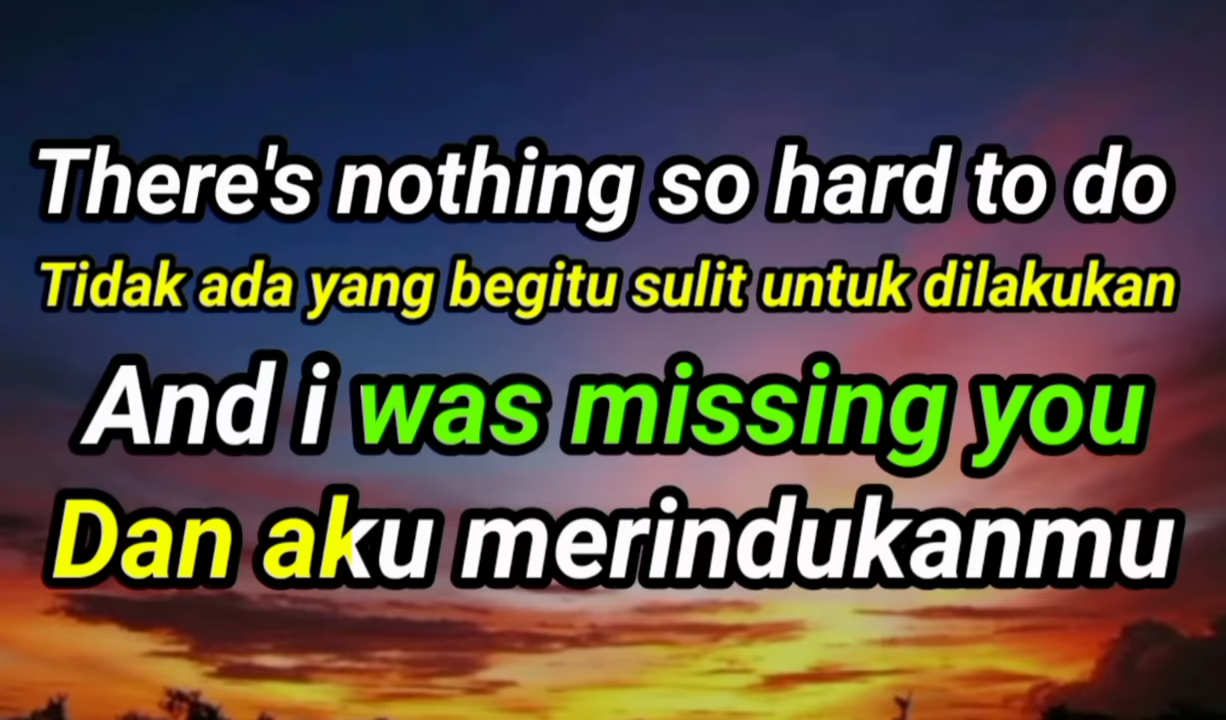 There's nothing so hard to do
Tidak ada yang begitu sulit untuk dilakukan
And i was missing you
Dan aku merindukanmu